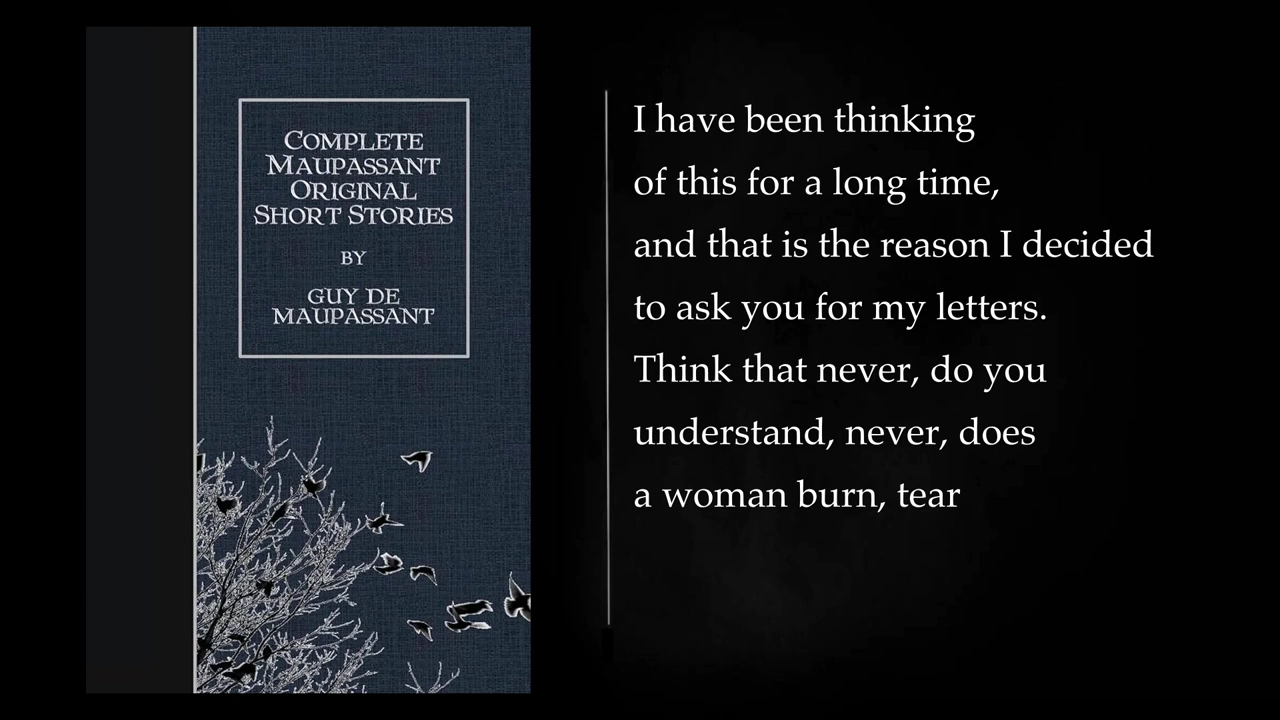 COMPLETE
MAUPASSANT
ORIGINAL
SHORT STORIES
BY
GUY DE
MAUPASSANT
I have been thinking
of this for a long time,
and that is the reason I decided
to ask you for my letters.
Think that never, do you
understand, never, does
a woman burn, tear